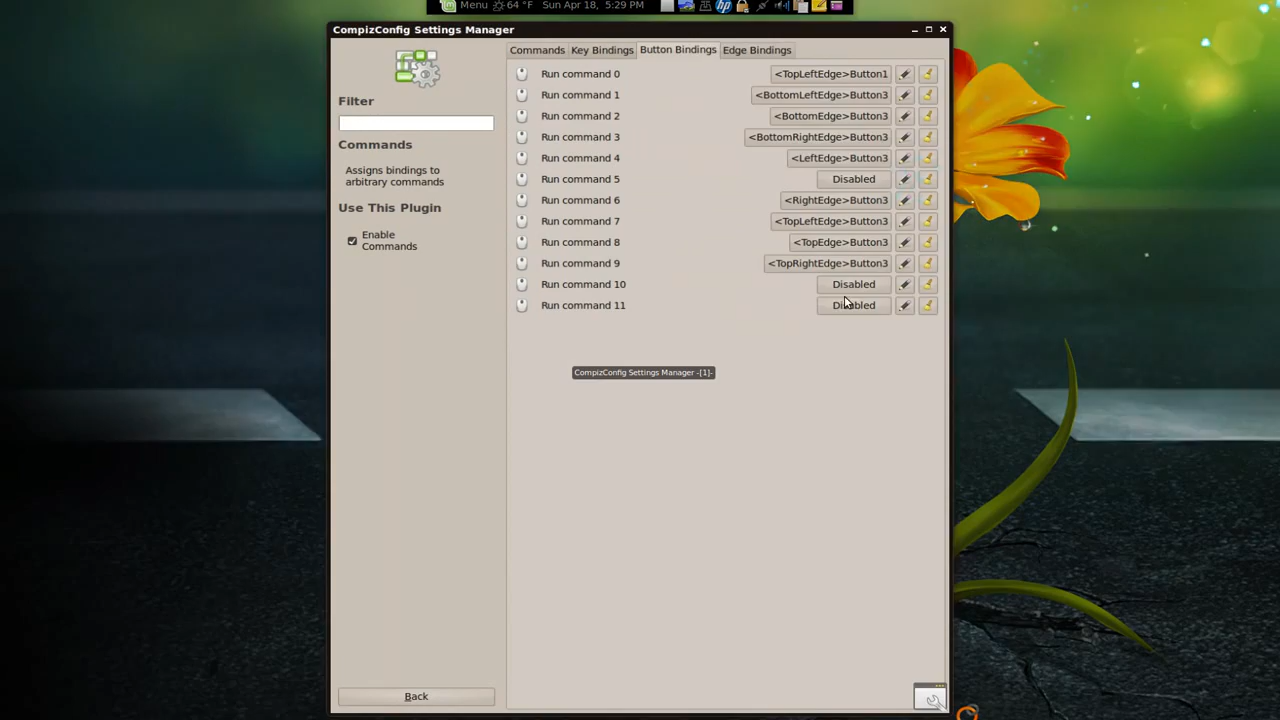 Menu 64 °F Sun Apr 18, 5:29 PM hp
CompizConfig Settings Manager
Filter
Commands
Assigns bindings to
arbitrary commands
Use This Plugin
Enable
Commands
Back
Commands Key Bindings Button Bindings Edge Bindings
Run command 0 <TopLeftEdge>Button1
Run command 1 <BottomLeftEdge>Button3
Run command 2 <BottomEdge>Button3
Run command 3 <BottomRightEdge>Button3
Run command 4 <LeftEdge>Button3
Run command 5 Disabled
Run command 6 <RightEdge>Button3
Run command 7 <TopLeftEdge>Button3
Run command 8 <TopEdge>Button3
Run command 9 <TopRightEdge>Button3
Run command 10 Disabled
Run command 11 Disabled
CompizConfig Settings Manager -[1]-